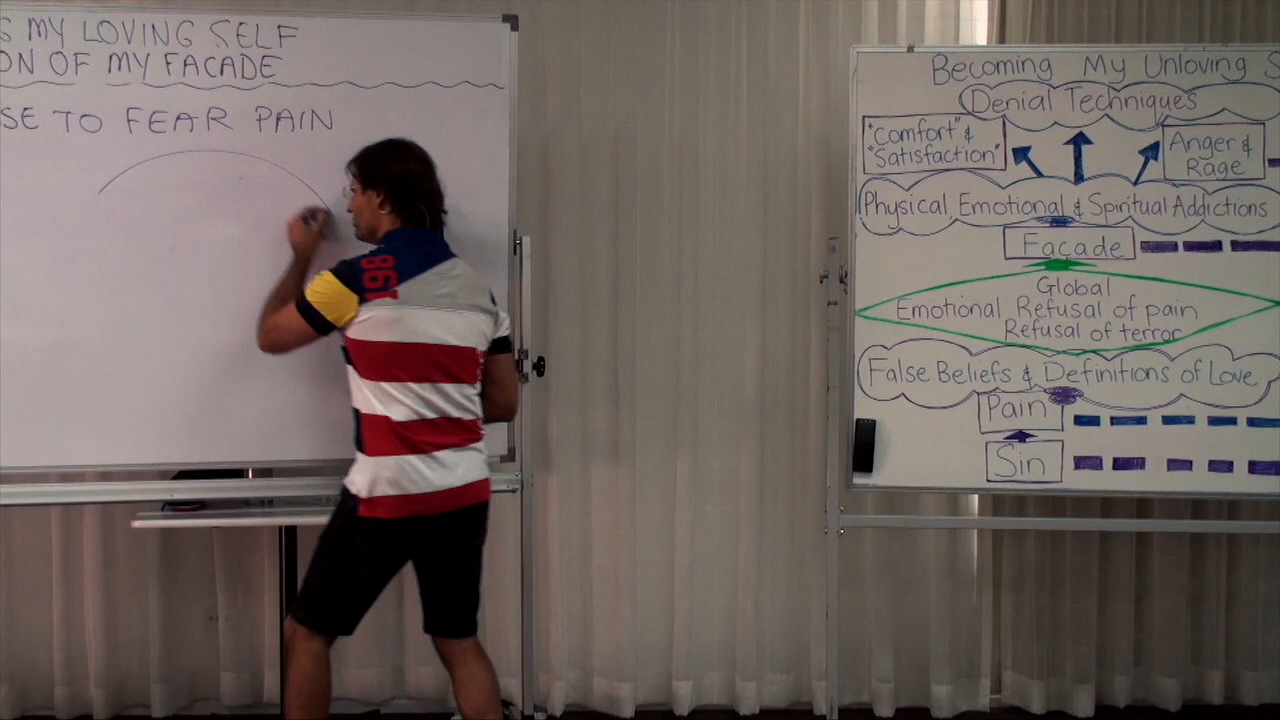 S MY LOVING SELF
ON OF MY FACADE
SE TO FEAR PAIN
Becoming My Unloving S
Denial Techniques
"Comfort" &
"Satisfaction"
Anger &
Rage
Physical Emotional & Spiritual Addictions
Façade
Global
Emotional Refusal of pain
Refusal of terror
False Beliefs & Definitions of Love
Pain
Sin